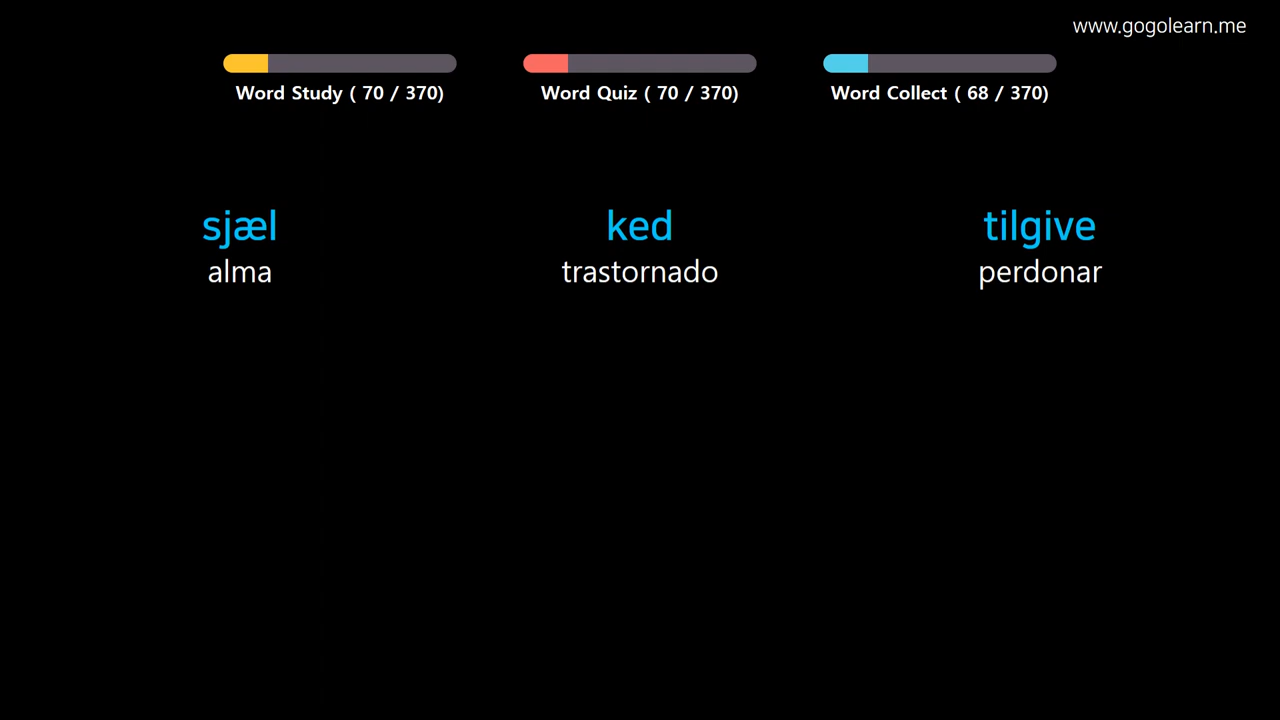 www.gogolearn.me
Word Study ( 70 / 370)
Word Quiz ( 70 / 370)
Word Collect ( 68 / 370)
sjæl
alma
ked
trastornado
tilgive
perdonar